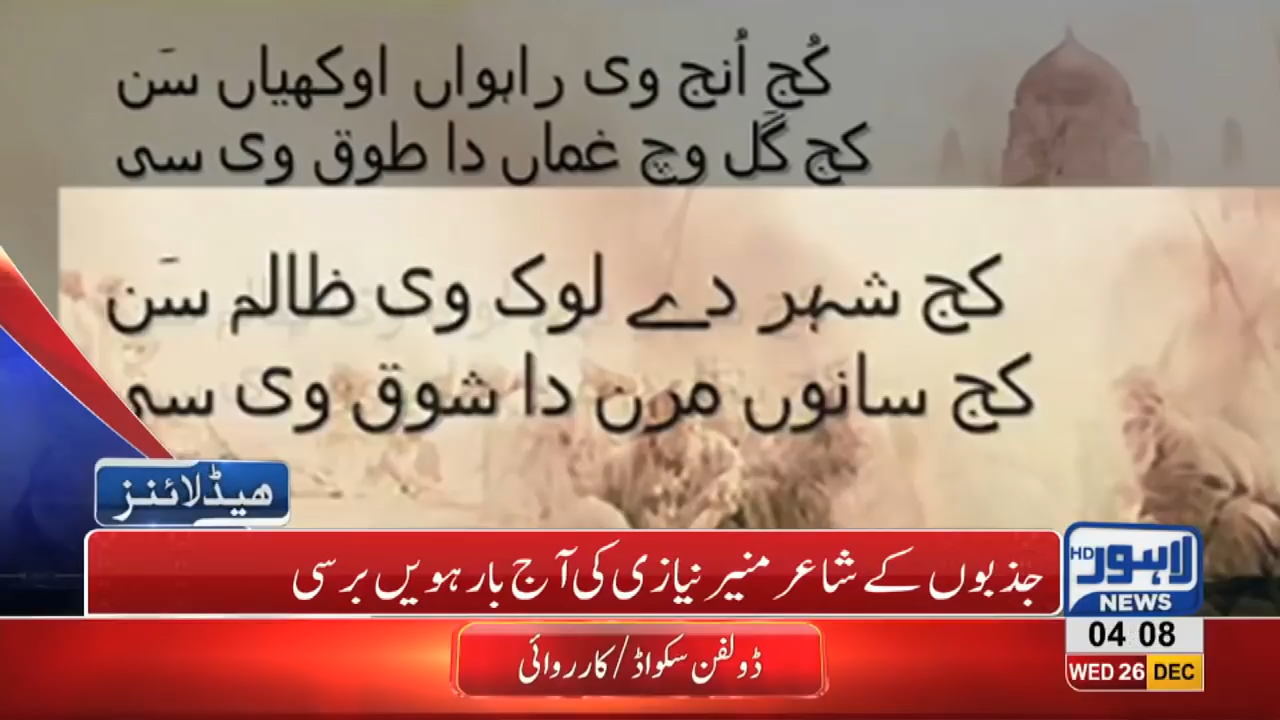 کُج اُنج وی راہواں اوکھیاں سَن
کج گَل وچ غماں دا طوق وی سی
کج شہر دے لوک وی ظالم سَن
کج سانوں مرن دا شوق وی سی
ہیڈلائنز
جذبوں کے شاعر منیر نیازی کی آج بارہویں برسی
HD لاہور
NEWS
ڈولفن سکواڈ/کارروائی
04 08
WED 26 DEC